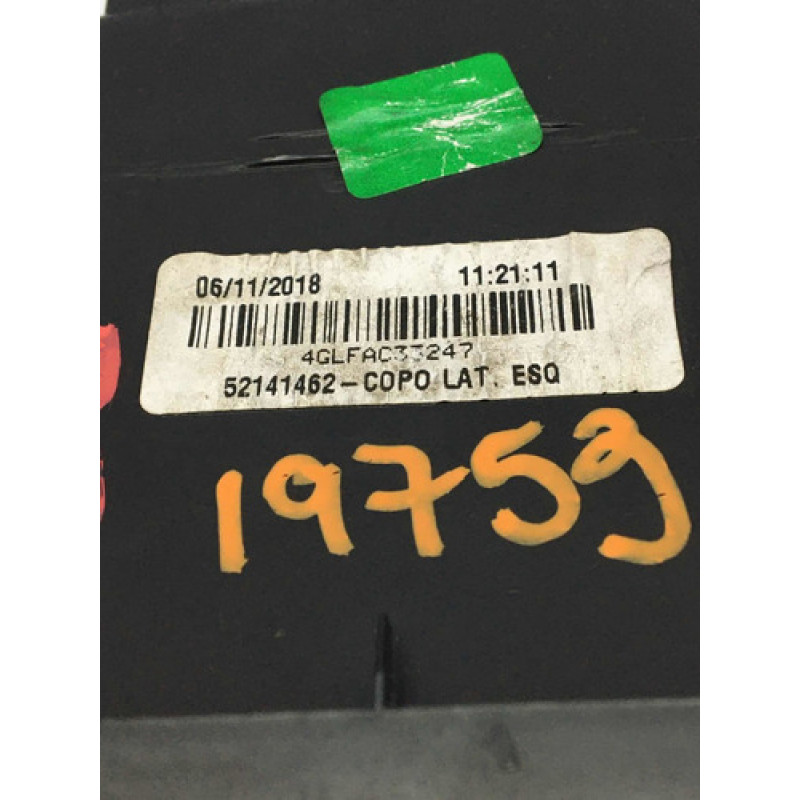 06/11/2018 11:21:11
4GLFAC33247
52141462-COPO LAT. ESQ
19759